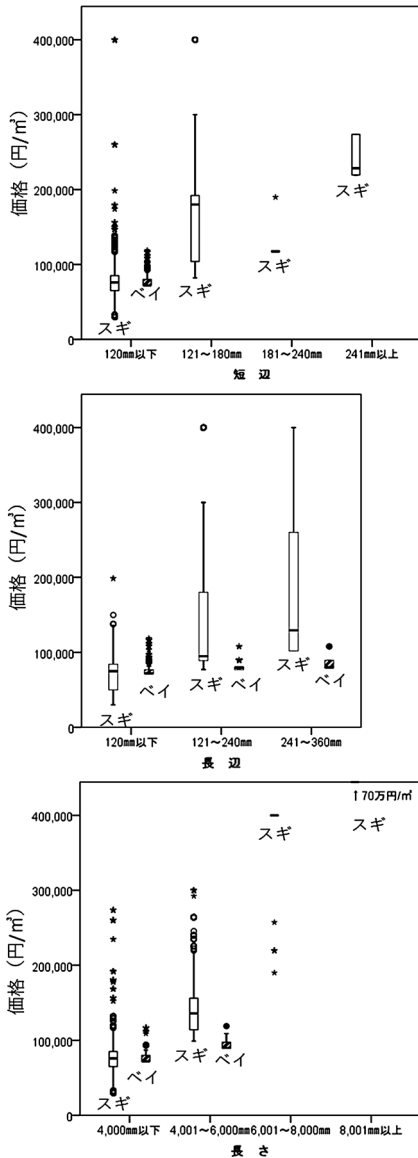 価格（円/㎥）
400,000
300,000
200,000
100,000
0
スギ
ベイ
スギ
スギ
スギ
120mm以下
121～180mm
181～240mm
241mm以上
短 辺
価格（円/㎥）
400,000
300,000
200,000
100,000
0
スギ
ベイ
スギ
ベイ
スギ
ベイ
120mm以下
121～240mm
241～360mm
長 辺
価格（円/㎥）
400,000
300,000
200,000
100,000
0
↑70万円/㎥
スギ
ベイ
スギ
ベイ
スギ
スギ
4,000mm以下
4,001～6,000mm
6,001～8,000mm
8,001mm以上
長 さ